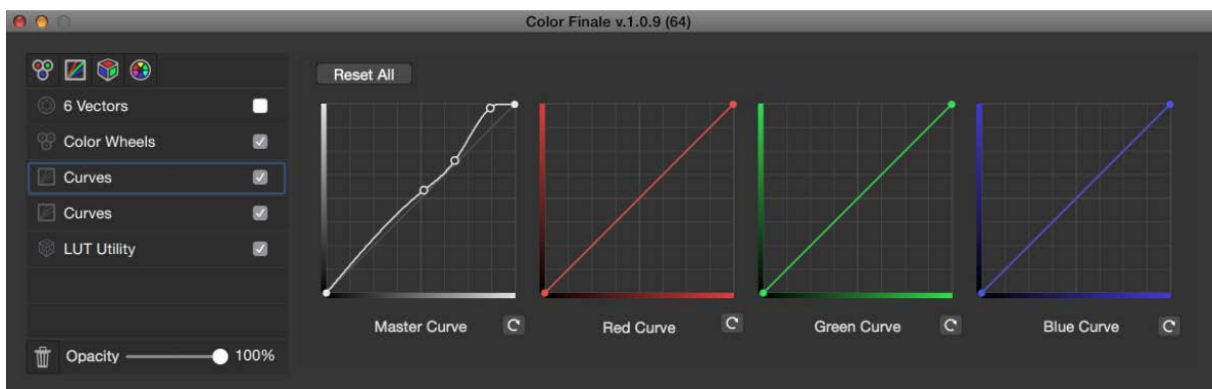 Color Finale v.1.0.9 (64)
Reset All
6 Vectors
Color Wheels
Curves
Curves
LUT Utility
Opacity 100%
Master Curve
Red Curve
Green Curve
Blue Curve